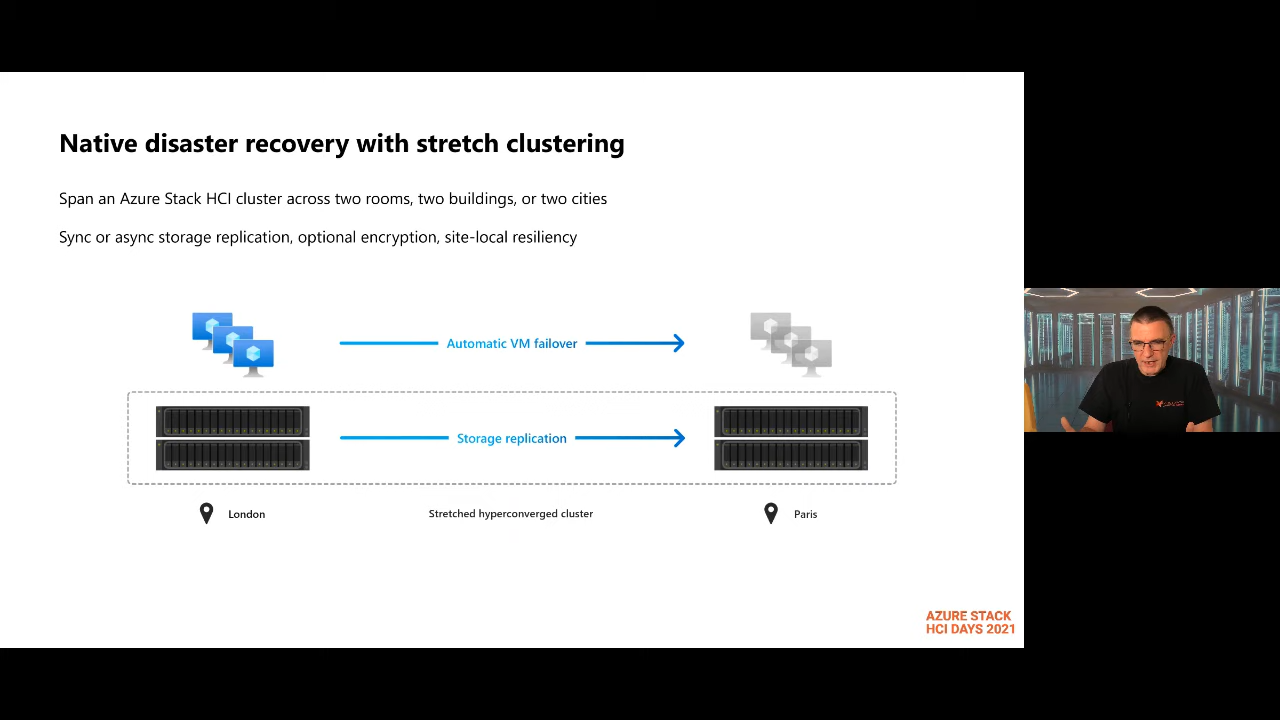 Native disaster recovery with stretch clustering
Span an Azure Stack HCI cluster across two rooms, two buildings, or two cities
Sync or async storage replication, optional encryption, site-local resiliency
Automatic VM failover
Storage replication
London
Stretched hyperconverged cluster
Paris
AZURE STACK
HCI DAYS 2021